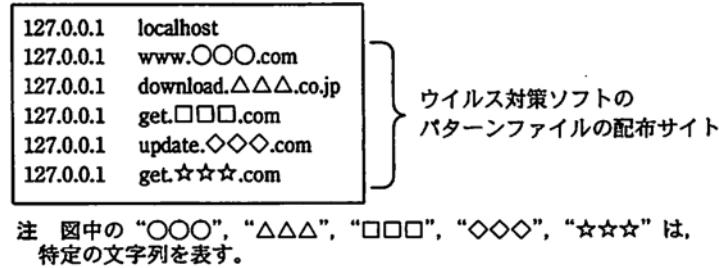 127.0.0.1 localhost
127.0.0.1 www.○○○.com
127.0.0.1 download.△△△.co.jp
127.0.0.1 get.□□□.com
127.0.0.1 update.◇◇◇.com
127.0.0.1 get.☆☆☆.com
ウイルス対策ソフトの
パターンファイルの配布サイト
注 図中の“○○○”，“△△△”，“□□□”，“◇◇◇”，“☆☆☆”は，
特定の文字列を表す。